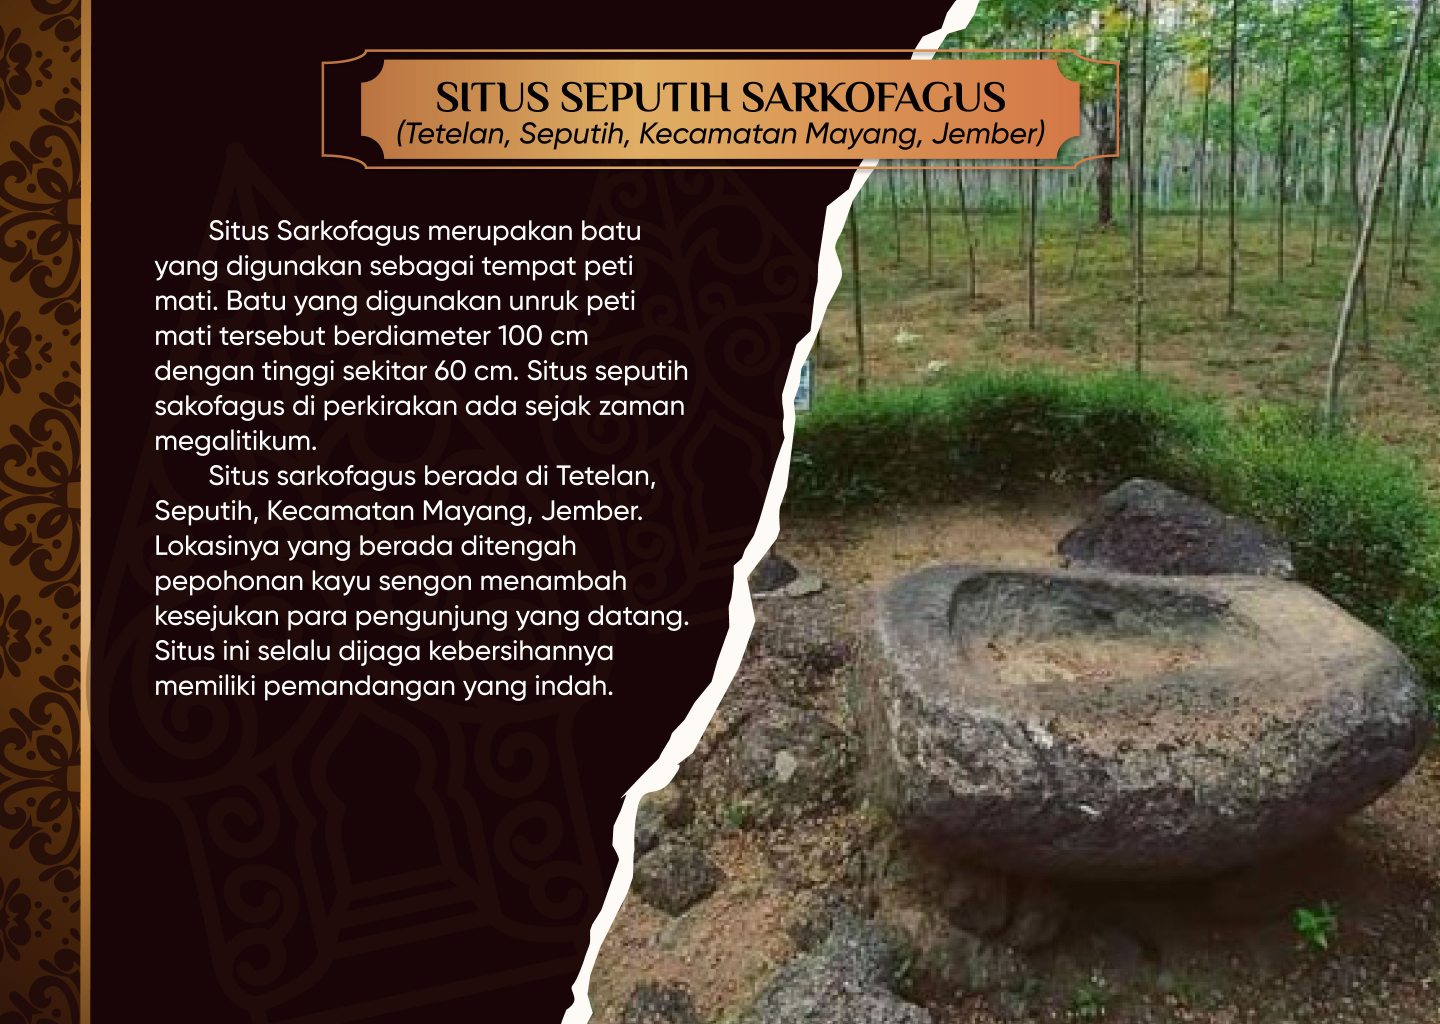 SITUS SEPUTIH SARKOFAGUS
(Tetelan, Seputih, Kecamatan Mayang, Jember)
Situs Sarkofagus merupakan batu
yang digunakan sebagai tempat peti
mati. Batu yang digunakan unruk peti
mati tersebut berdiameter 100 cm
dengan tinggi sekitar 60 cm. Situs seputih
sakofagus di perkirakan ada sejak zaman
megalitikum.
Situs sarkofagus berada di Tetelan,
Seputih, Kecamatan Mayang, Jember.
Lokasinya yang berada ditengah
pepohonan kayu sengon menambah
kesejukan para pengunjung yang datang.
Situs ini selalu dijaga kebersihannya
memiliki pemandangan yang indah.